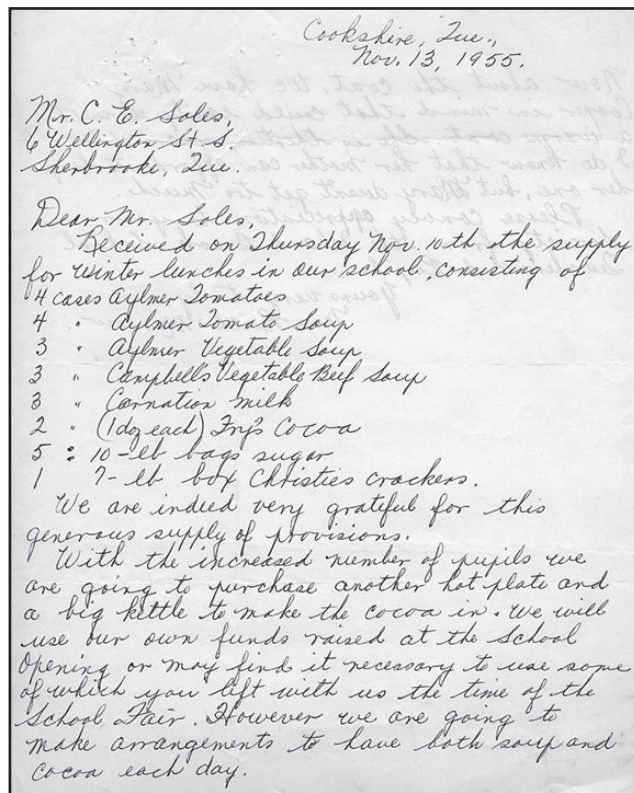 Cookshire, Que.,
Nov. 13, 1955.
Mr. C. E. Soles,
6 Wellington St S.
Sherbrooke, Que.
Dear Mr. Soles,
Received on Thursday Nov. 10th the supply
for winter lunches in our school, consisting of
4 cases Aylmer Tomatoes
4 " Aylmer Tomato Soup
3 " Aylmer Vegetable Soup
3 " Campbell's Vegetable Beef Soup
3 " Carnation Milk
2 " (1 doz each) Fry's Cocoa
5 : 10-lb bags sugar
1 7-lb box Christies crackers.
We are indeed very grateful for this
generous supply of provisions.
With the increased number of pupils we
are going to purchase another hot plate and
a big kettle to make the cocoa in. We will
use our own funds raised at the School
Opening or may find it necessary to use some
of which you left with us the time of the
School Fair. However we are going to
make arrangements to have both soup and
cocoa each day.